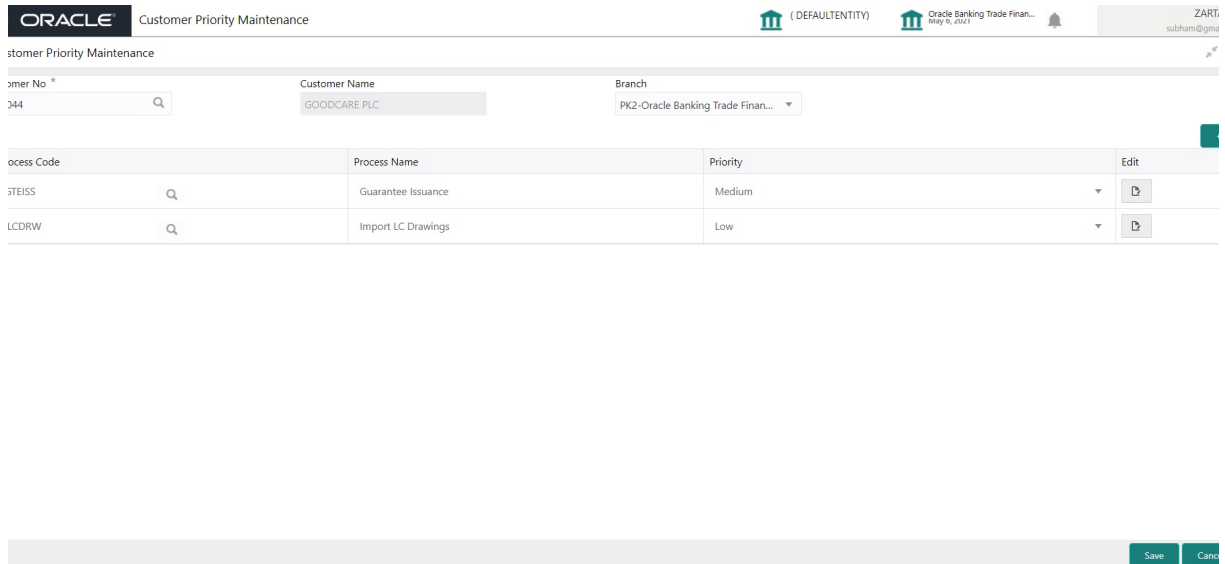 ORACLE Customer Priority Maintenance ( DEFAULTENTITY) Oracle Banking Trade Finan... ZARTA
May 6, 2021 subham@gma
stomer Priority Maintenance
omer No * Customer Name Branch
044 GOODCARE PLC PK2-Oracle Banking Trade Finan...
ocess Code Process Name Priority Edit
GTEISS Guarantee Issuance Medium
LCDRW Import LC Drawings Low
Save Cance